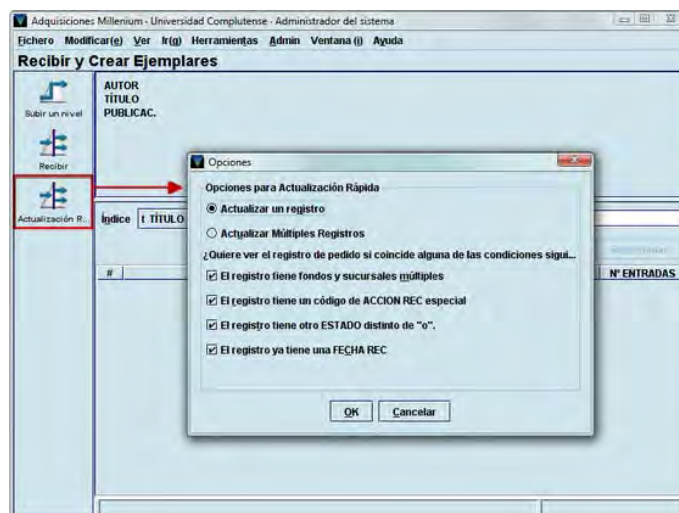 Adquisiciones Millenium - Universidad Complutense - Administrador del sistema
Fichero Modificar(e) Ver Ir(g) Herramientas Admin Ventana (i) Ayuda
Recibir y Crear Ejemplares
Subir un nivel
Recibir
Actualización R...
AUTOR
TÍTULO
PUBLICAC.
Índice t TÍTULO
# Nº ENTRADAS
Opciones
Opciones para Actualización Rápida
Actualizar un registro
Actualizar Múltiples Registros
¿Quiere ver el registro de pedido si coincide alguna de las condiciones sigui...
El registro tiene fondos y sucursales múltiples
El registro tiene un código de ACCION REC especial
El registro tiene otro ESTADO distinto de "o".
El registro ya tiene una FECHA REC
OK Cancelar